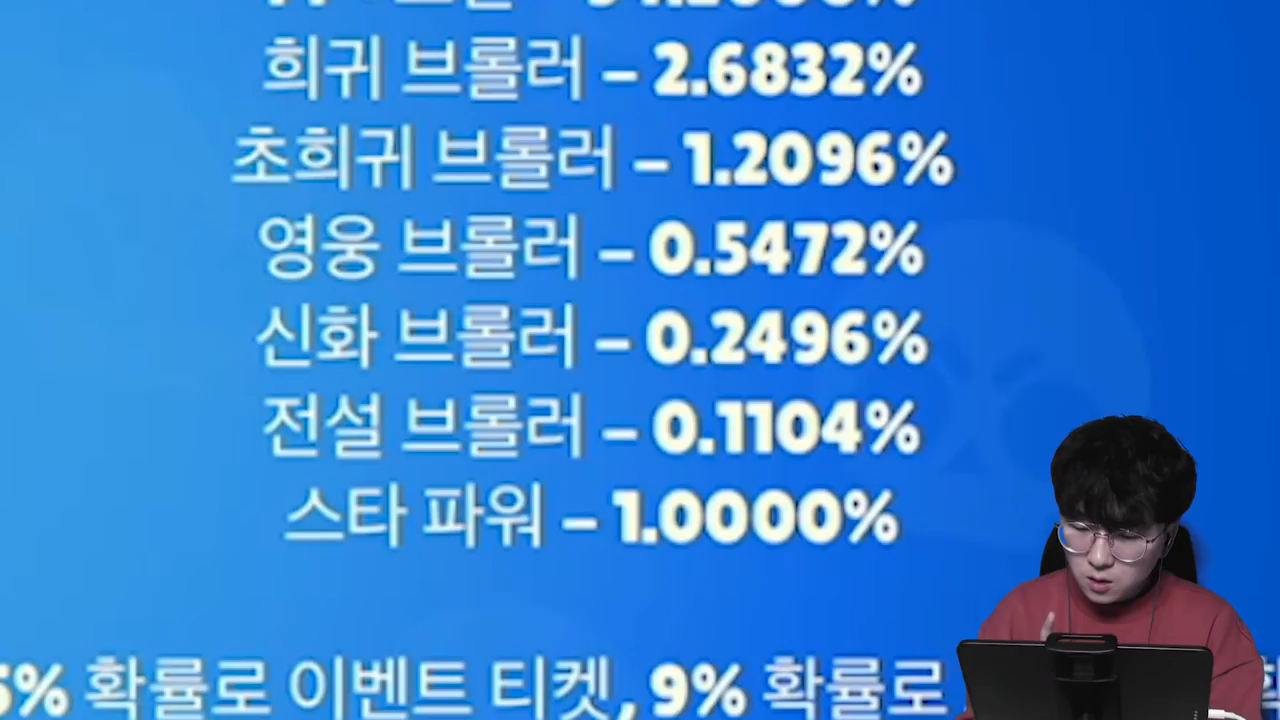 희귀 브롤러 – 2.6832%
초희귀 브롤러 – 1.2096%
영웅 브롤러 – 0.5472%
신화 브롤러 – 0.2496%
전설 브롤러 – 0.1104%
스타 파워 – 1.0000%
확률로 이벤트 티켓, 9% 확률로